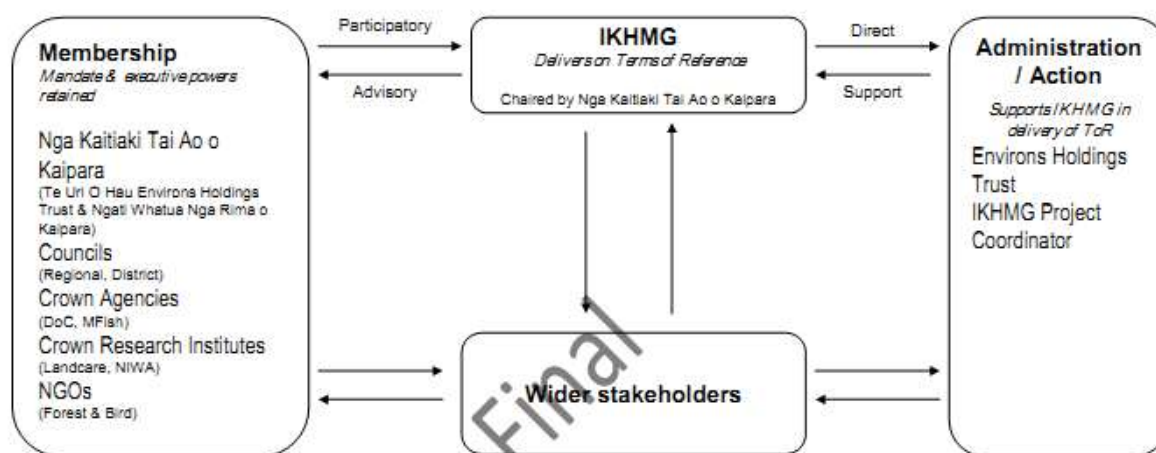 Membership
Mandate & executive powers
retained
Nga Kaitiaki Tai Ao o
Kaipara
(Te Uri O Hau Environs Holdings
Trust & Ngati Whatua Nga Rima o
Kaipara)
Councils
(Regional, District)
Crown Agencies
(DoC, MFish)
Crown Research Institutes
(Landcare, NIWA)
NGOs
(Forest & Bird)
Participatory
Advisory
IKHMG
Delivers on Terms of Reference
Chaired by Nga Kaitiaki Tai Ao o Kaipara
Direct
Support
Administration
/ Action
Supports IKHMG in
delivery of ToR
Environs Holdings
Trust
IKHMG Project
Coordinator
Wider stakeholders
Final